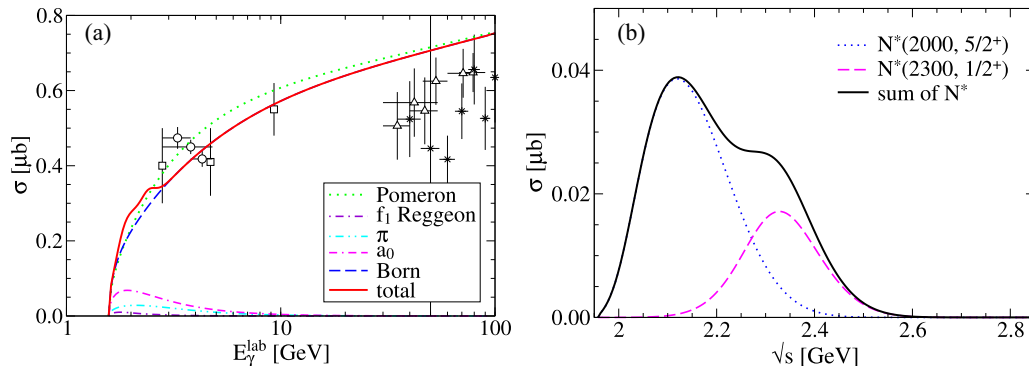 (a)
σ [μb]
0.8
0.6
0.4
0.2
0.0
Pomeron
f₁ Reggeon
π
a₀
Born
total
1
10
100
E_γ^lab [GeV]
(b)
N*(2000, 5/2⁺)
N*(2300, 1/2⁺)
sum of N*
σ [μb]
0.04
0.02
0.00
2
2.2
2.4
2.6
2.8
√s [GeV]